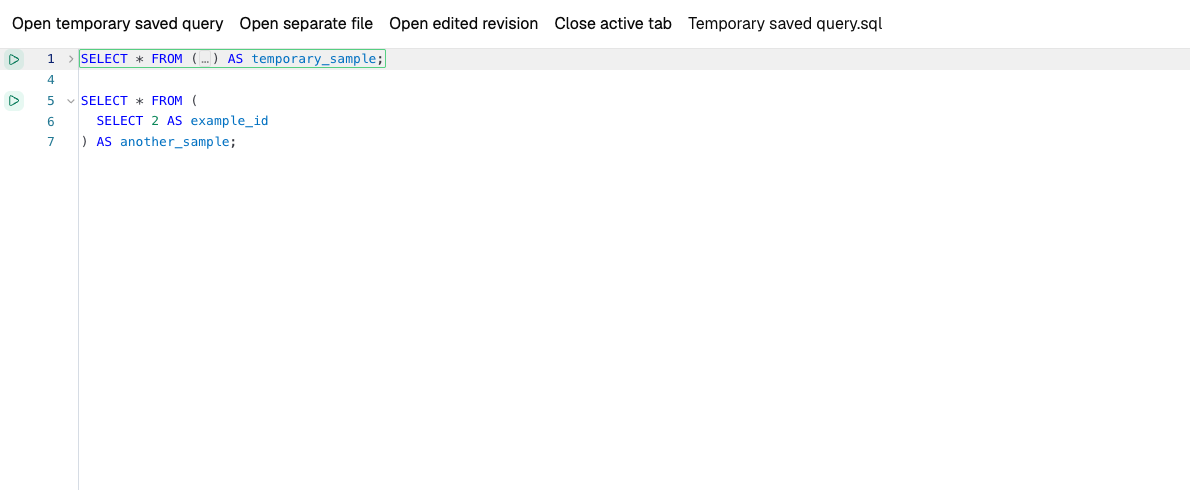 Open temporary saved query Open separate file Open edited revision Close active tab Temporary saved query.sql
1 SELECT * FROM (…) AS temporary_sample;
4
5 SELECT * FROM (
6 SELECT 2 AS example_id
7 ) AS another_sample;